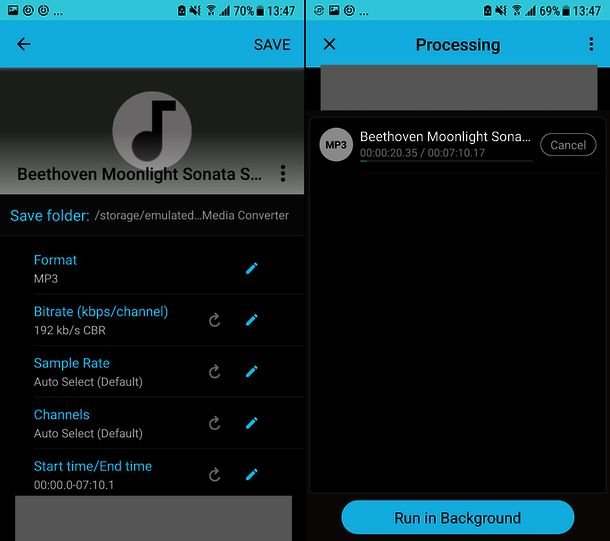 ... 70% 13:47
SAVE
Beethoven Moonlight Sonata S...
Save folder: /storage/emulated...Media Converter
Format
MP3
Bitrate (kbps/channel)
192 kb/s CBR
Sample Rate
Auto Select (Default)
Channels
Auto Select (Default)
Start time/End time
00:00.0-07:10.1
... 69% 13:47
Processing
MP3
Beethoven Moonlight Sona...
00:00:20.35 / 00:07:10.17
Cancel
Run in Background